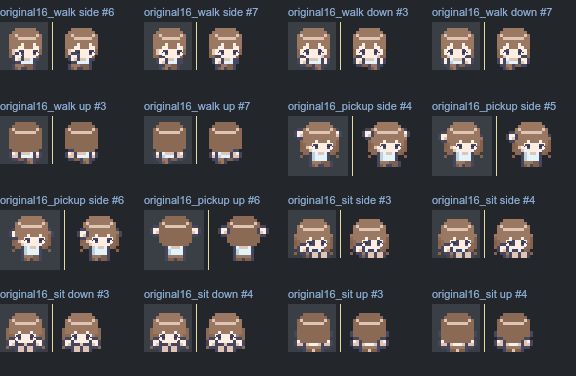 original16_walk side #6
original16_walk side #7
original16_walk down #3
original16_walk down #7
original16_walk up #3
original16_walk up #7
original16_pickup side #4
original16_pickup side #5
original16_pickup side #6
original16_pickup up #6
original16_sit side #3
original16_sit side #4
original16_sit down #3
original16_sit down #4
original16_sit up #3
original16_sit up #4